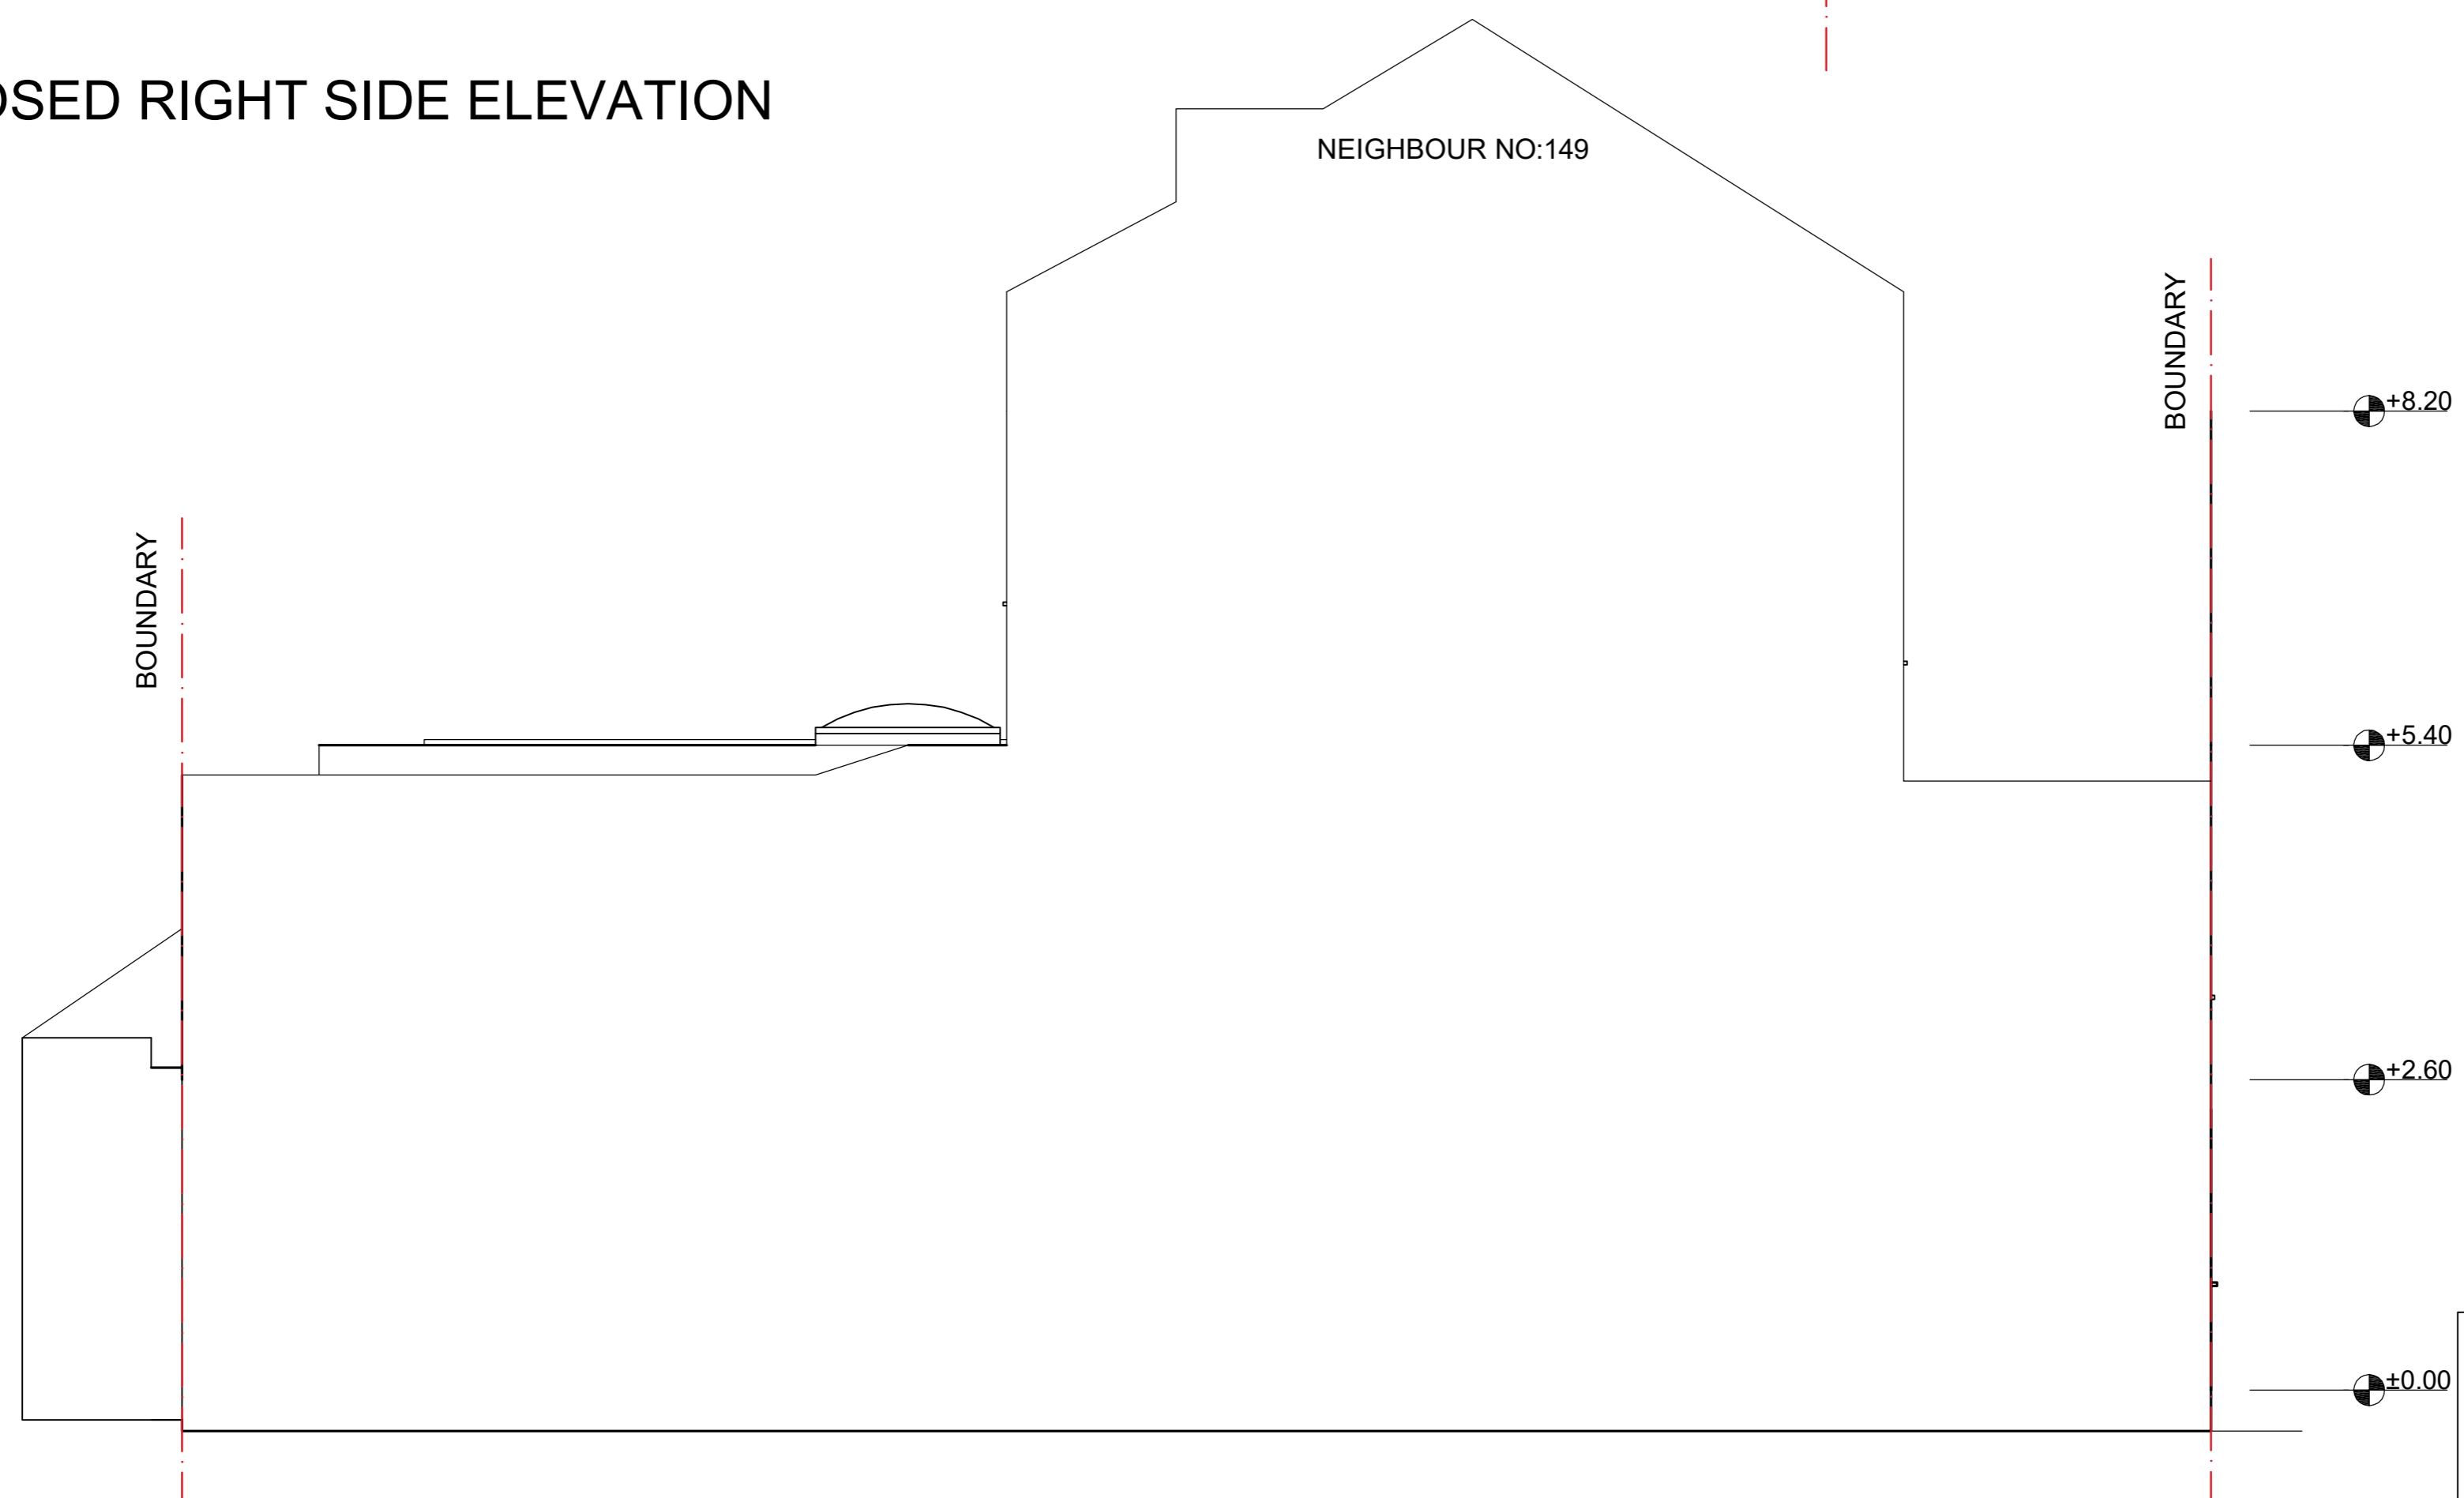 OSED RIGHT SIDE ELEVATION
NEIGHBOUR NO:149
BOUNDARY
BOUNDARY
+8.20
+5.40
+2.60
±0.00